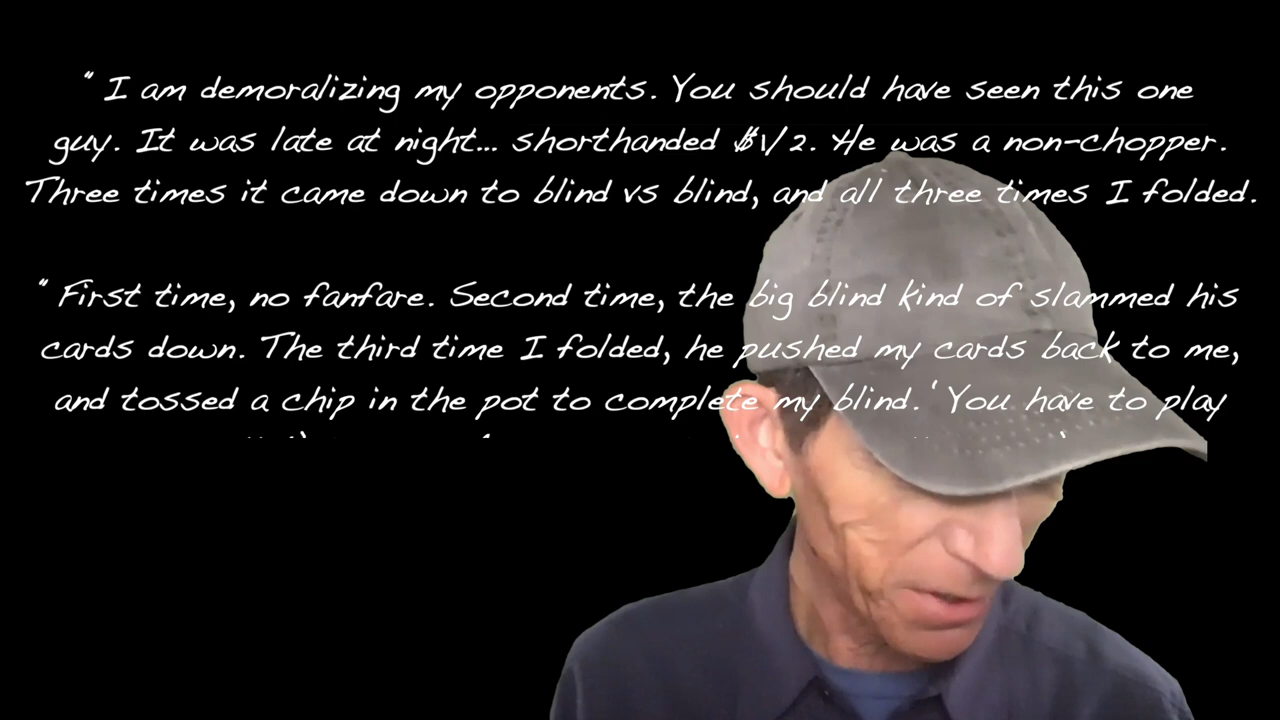 “ I am demoralizing my opponents. You should have seen this one
guy. It was late at night... shorthanded $1/2. He was a non-chopper.
Three times it came down to blind vs blind, and all three times I folded.
“ First time, no fanfare. Second time, the big blind kind of slammed his
cards down. The third time I folded, he pushed my cards back to me,
and tossed a chip in the pot to complete my blind. ‘ You have to play